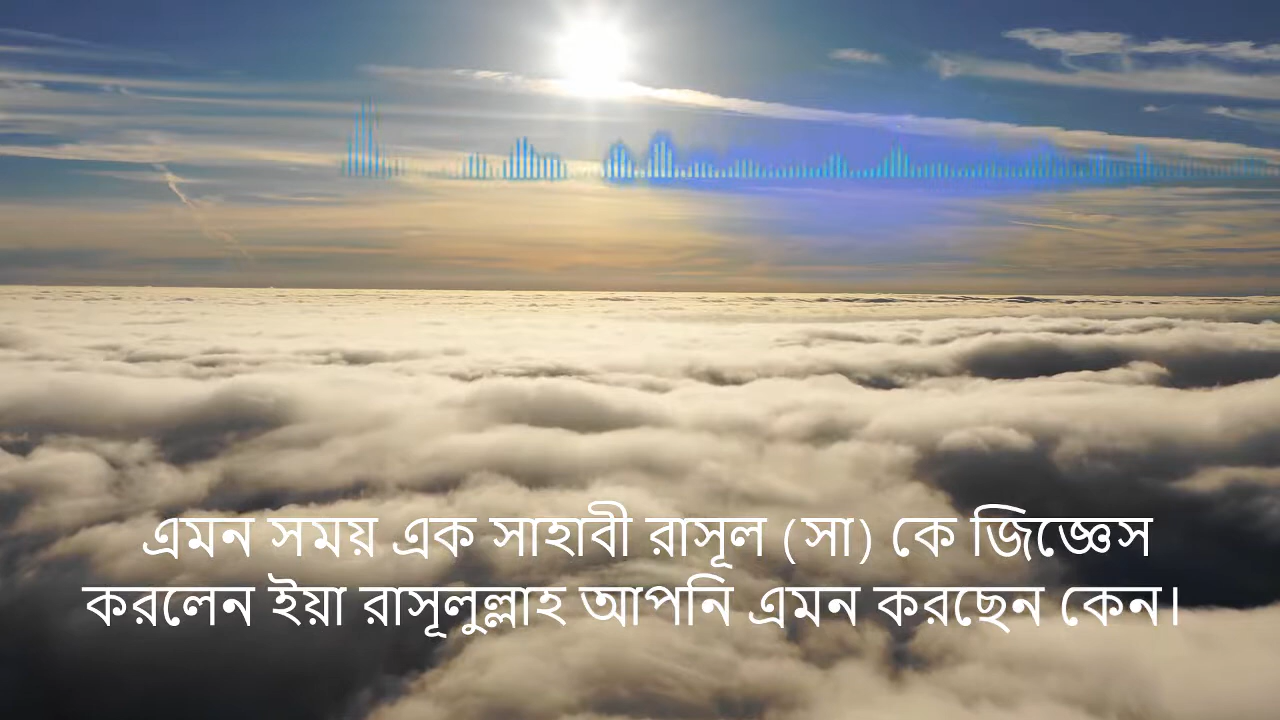 এমন সময় এক সাহাবী রাসূল (সা) কে জিজ্ঞেস
করলেন ইয়া রাসূলুল্লাহ আপনি এমন করছেন কেন।